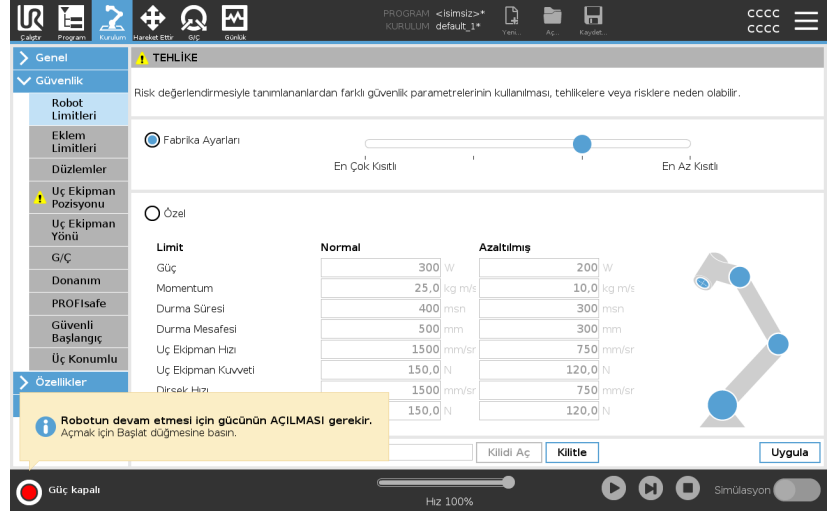 PROGRAM <isimsiz>*
KURULUM default_1*
Çalıştır Program Kurulum Hareket Ettir G/Ç Günlük
Yeni... Aç... Kaydet...
cccc
cccc
Genel
Güvenlik
Robot
Limitleri
Eklem
Limitleri
Düzlemler
Uç Ekipman
Pozisyonu
Uç Ekipman
Yönü
G/Ç
Donanım
PROFIsafe
Güvenli
Başlangıç
Üç Konumlu
Özellikler
TEHLİKE
Risk değerlendirmesiyle tanımlananlardan farklı güvenlik parametrelerinin kullanılması, tehlikelere veya risklere neden olabilir.
Fabrika Ayarları
En Çok Kısıtlı En Az Kısıtlı
Özel
Limit Normal Azaltılmış
Güç 300 W 200 W
Momentum 25,0 kg m/s 10,0 kg m/s
Durma Süresi 400 msn 300 msn
Durma Mesafesi 500 mm 300 mm
Uç Ekipman Hızı 1500 mm/sn 750 mm/sn
Uç Ekipman Kuvveti 150,0 N 120,0 N
Dirsek Hızı 1500 mm/sn 750 mm/sn
150,0 N 120,0 N
Robotun devam etmesi için gücünün AÇILMASI gerekir.
Açmak için Başlat düğmesine basın.
Kilidi Aç Kilitle Uygula
Güç kapalı
Hız 100%
Simülasyon